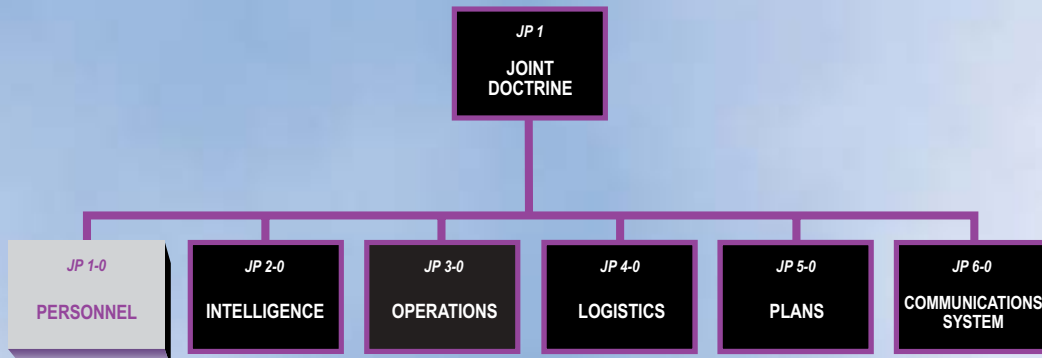 JP 1
JOINT
DOCTRINE
JP 1-0
PERSONNEL
JP 2-0
INTELLIGENCE
JP 3-0
OPERATIONS
JP 4-0
LOGISTICS
JP 5-0
PLANS
JP 6-0
COMMUNICATIONS
SYSTEM